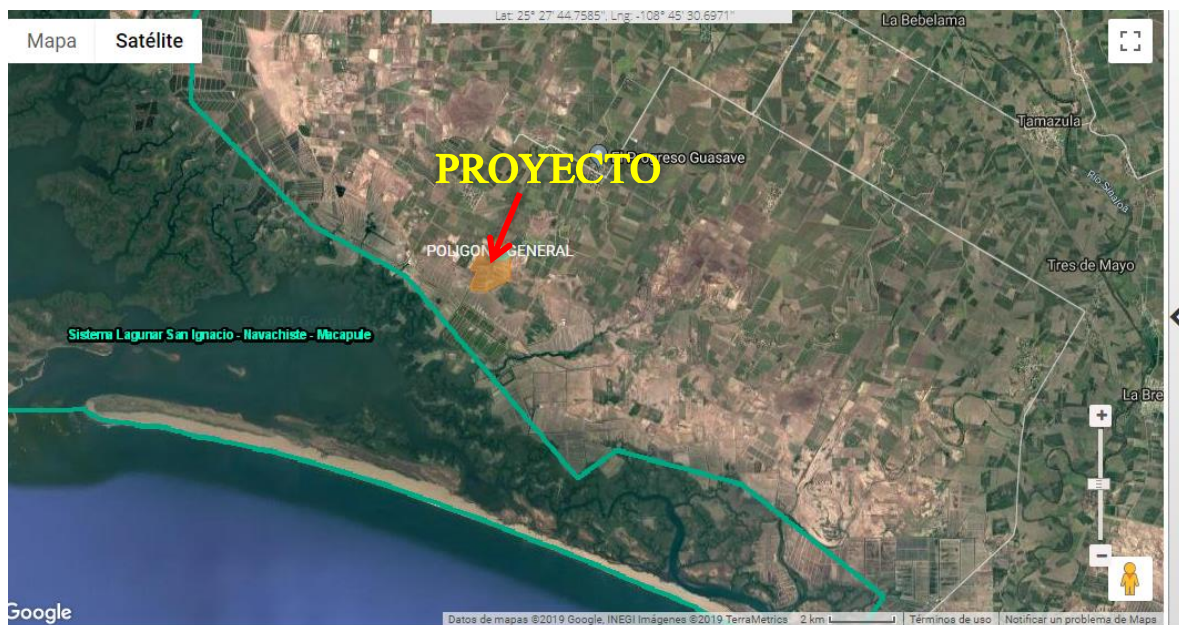 Lat: 25° 27' 44.7585", Lng: -108° 45' 30.6971"
Mapa Satélite
La Bebelama
Tamazula
El Progreso Guasave
PROYECTO
Río Sinaloa
POLIGONO GENERAL
Tres de Mayo
Sistema Lagunar San Ignacio - Navachiste - Macapule
La Bre
+
−
Google
Datos de mapas ©2019 Google, INEGI Imágenes ©2019 TerraMetrics 2 km Términos de uso Notificar un problema de Maps